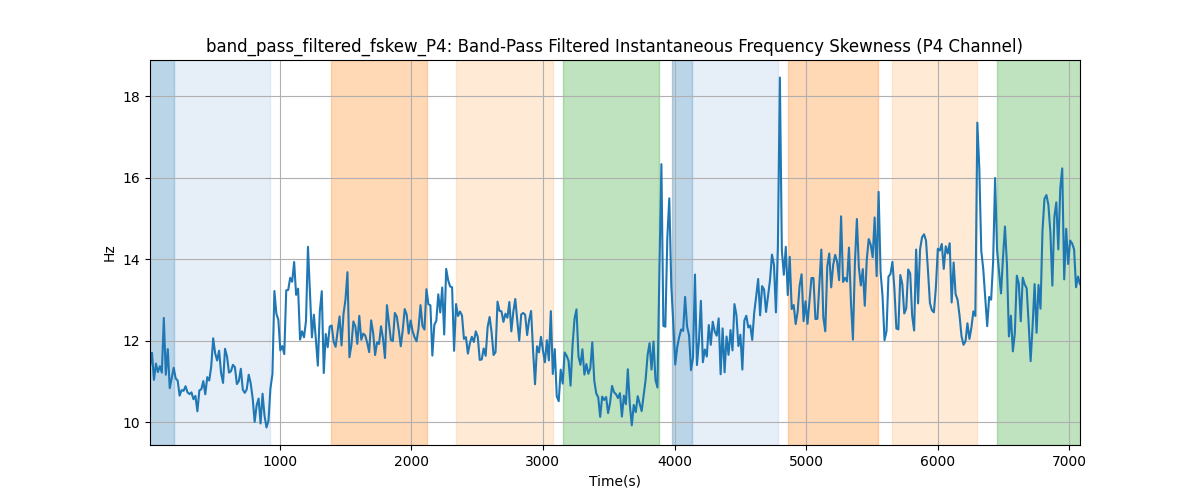 band_pass_filtered_fskew_P4: Band-Pass Filtered Instantaneous Frequency Skewness (P4 Channel)
18
16
14
12
10
Hz
1000 2000 3000 4000 5000 6000 7000
Time(s)